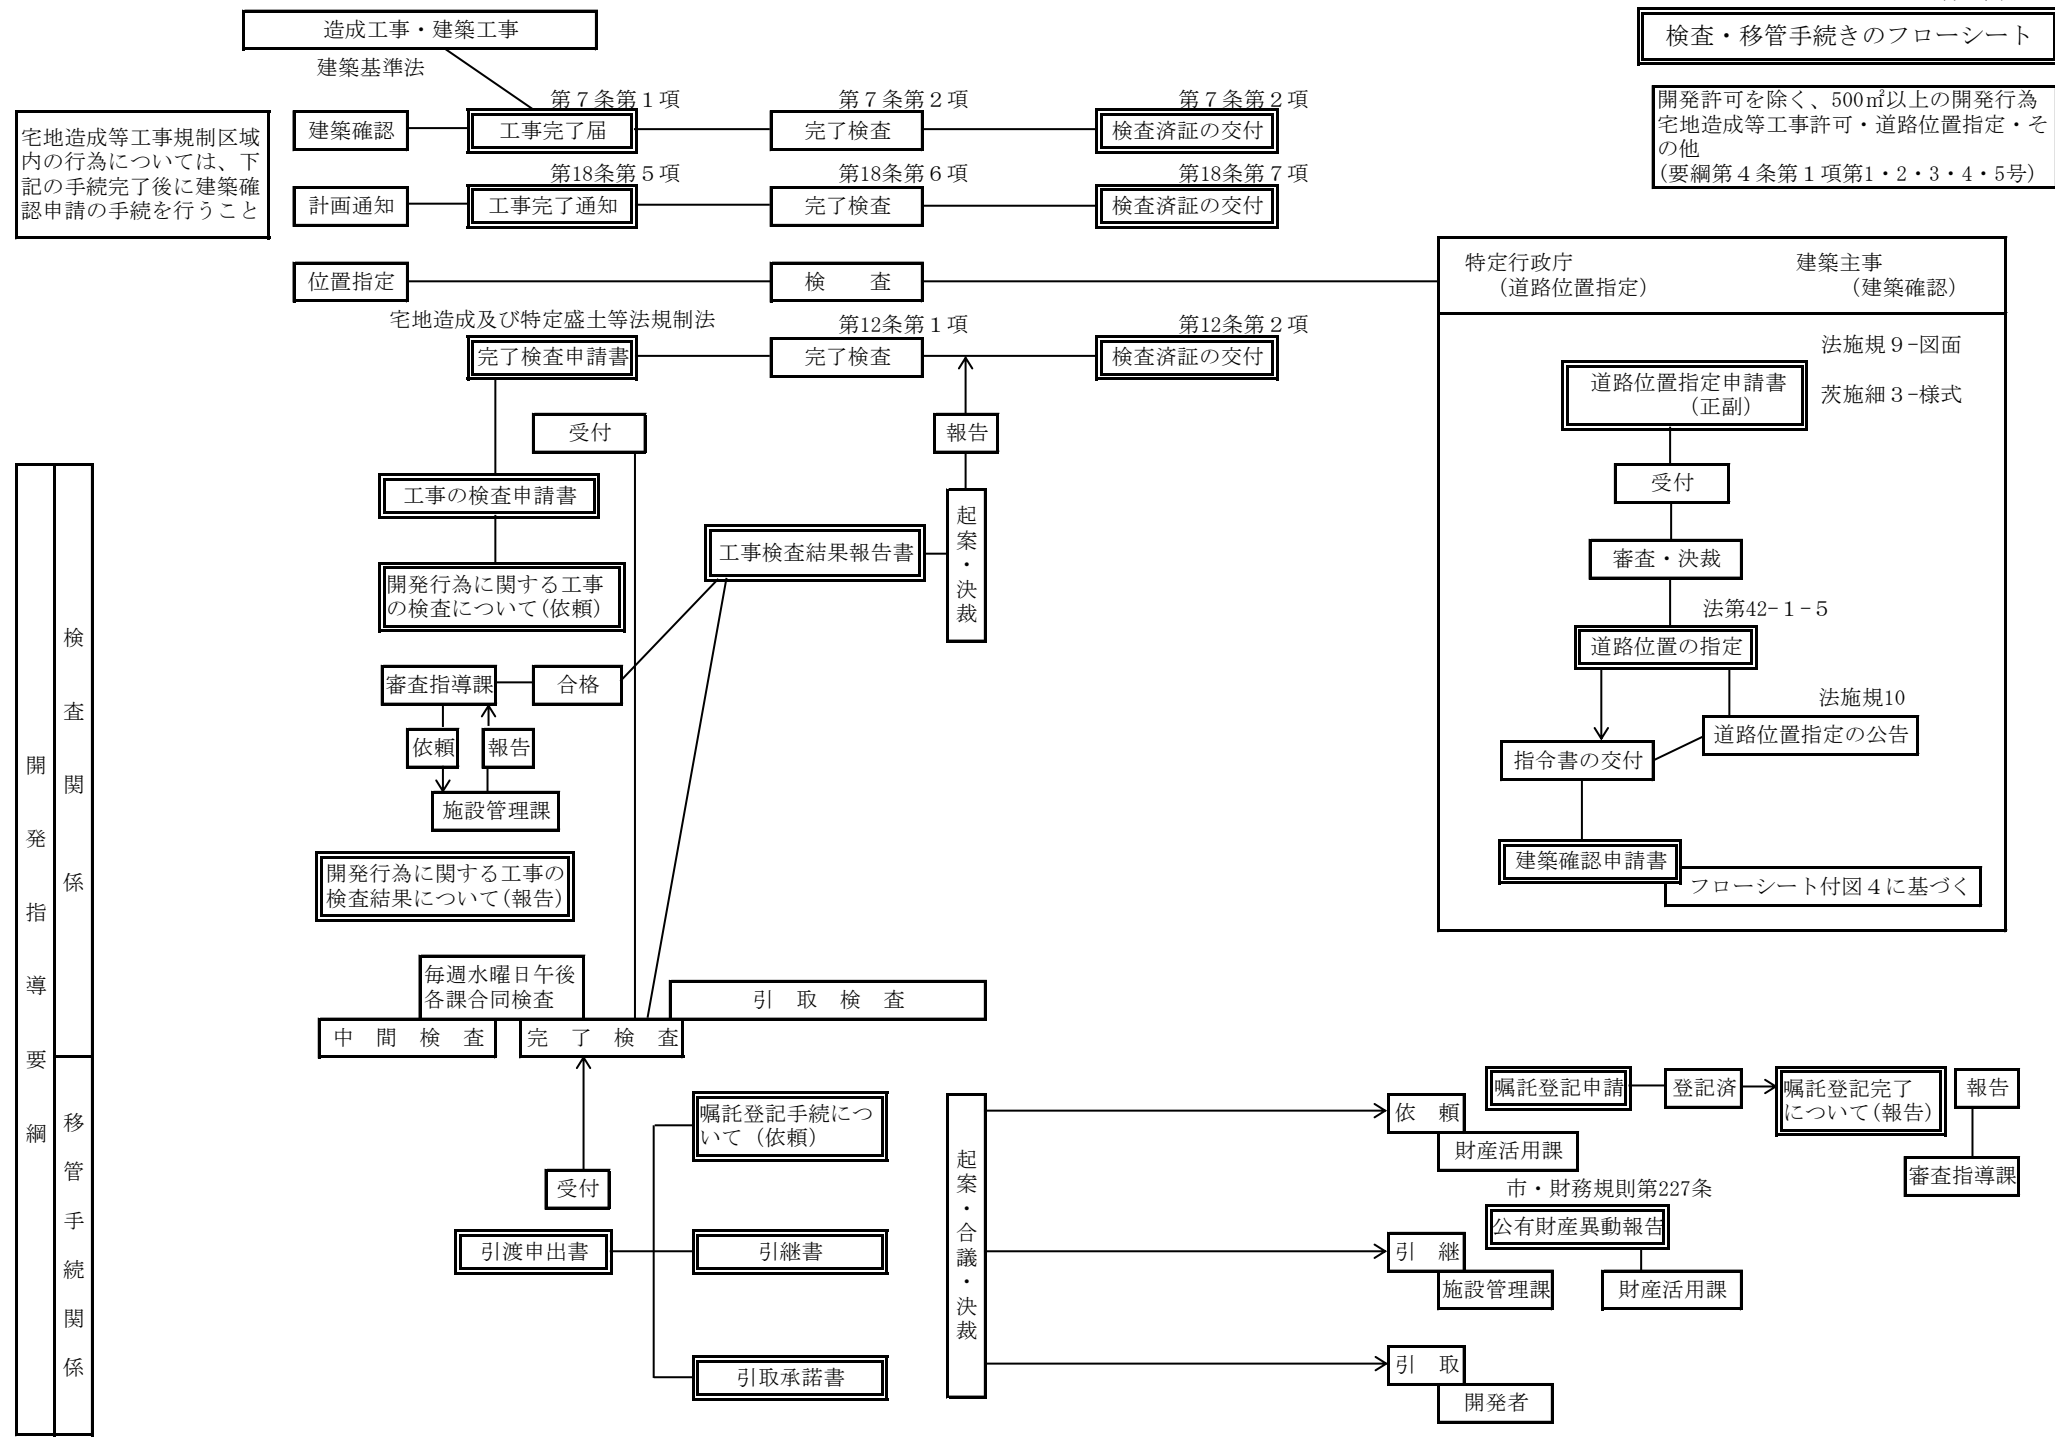 検査・移管手続きのフローシート
造成工事・建築工事
建築基準法
開発許可を除く、500㎡以上の開発行為
宅地造成等工事許可・道路位置指定・そ
の他
(要綱第４条第１項第1・2・3・4・5号)
宅地造成等工事規制区域
内の行為については、下
記の手続完了後に建築確
認申請の手続を行うこと
第７条第１項
第７条第２項
第７条第２項
建築確認
工事完了届
完了検査
検査済証の交付
第18条第５項
第18条第６項
第18条第７項
計画通知
工事完了通知
完了検査
検査済証の交付
位置指定
検　査
宅地造成及び特定盛土等法規制法
第12条第１項
第12条第２項
完了検査申請書
完了検査
検査済証の交付
受付
報告
工事の検査申請書
起案・決裁
工事検査結果報告書
開発行為に関する工事
の検査について(依頼)
審査指導課
合格
依頼
報告
施設管理課
開発行為に関する工事の
検査結果について(報告)
特定行政庁
（道路位置指定）
建築主事
（建築確認）
法施規９-図面
道路位置指定申請書
（正副）
茨施細３-様式
受付
審査・決裁
法第42-１-５
道路位置の指定
法施規10
道路位置指定の公告
指令書の交付
建築確認申請書
フローシート付図４に基づく
開発指導要綱
検査関係
移管手続関係
毎週水曜日午後
各課合同検査
引　取　検　査
中　間　検　査
完　了　検　査
受付
引渡申出書
嘱託登記手続につ
いて（依頼）
引継書
引取承諾書
起案・合議・決裁
依　頼
財産活用課
嘱託登記申請
登記済
嘱託登記完了
について(報告)
報告
審査指導課
市・財務規則第227条
公有財産異動報告
引　継
施設管理課
財産活用課
引　取
開発者